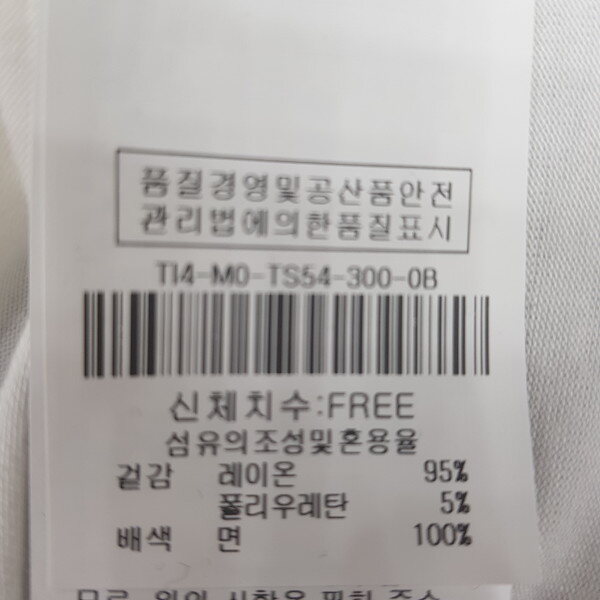 품질경영및공산품안전
관리법에의한품질표시
TI4-MO-TS54-300-0B
신체치수:FREE
섬유의조성및혼용율
겉감 레이온 95%
폴리우레탄 5%
배색 면 100%